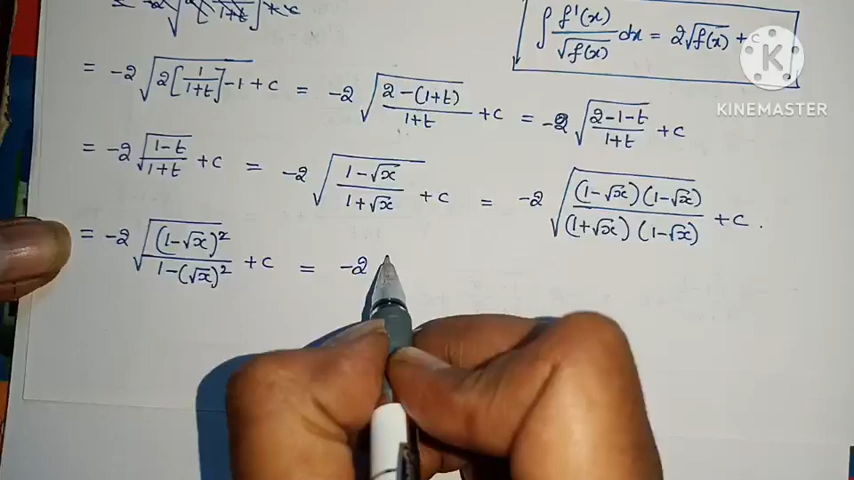 ∫ f'(x)/√f(x) dx = 2√f(x) + c
= -2 √(2[1/(1+t)] -1) + c = -2 √((2-(1+t))/(1+t)) + c = -2 √((2-1-t)/(1+t)) + c
= -2 √((1-t)/(1+t)) + c = -2 √((1-√x)/(1+√x)) + c = -2 √((1-√x)(1-√x)/((1+√x)(1-√x))) + c.
= -2 √((1-√x)²/(1-(√x)²)) + c = -2
K
KINEMASTER